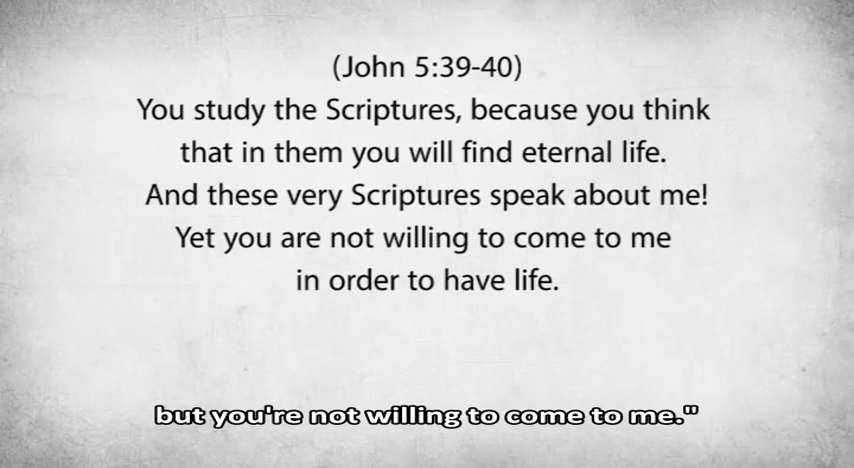 (John 5:39-40)
You study the Scriptures, because you think
that in them you will find eternal life.
And these very Scriptures speak about me!
Yet you are not willing to come to me
in order to have life.
but you're not willing to come to me."